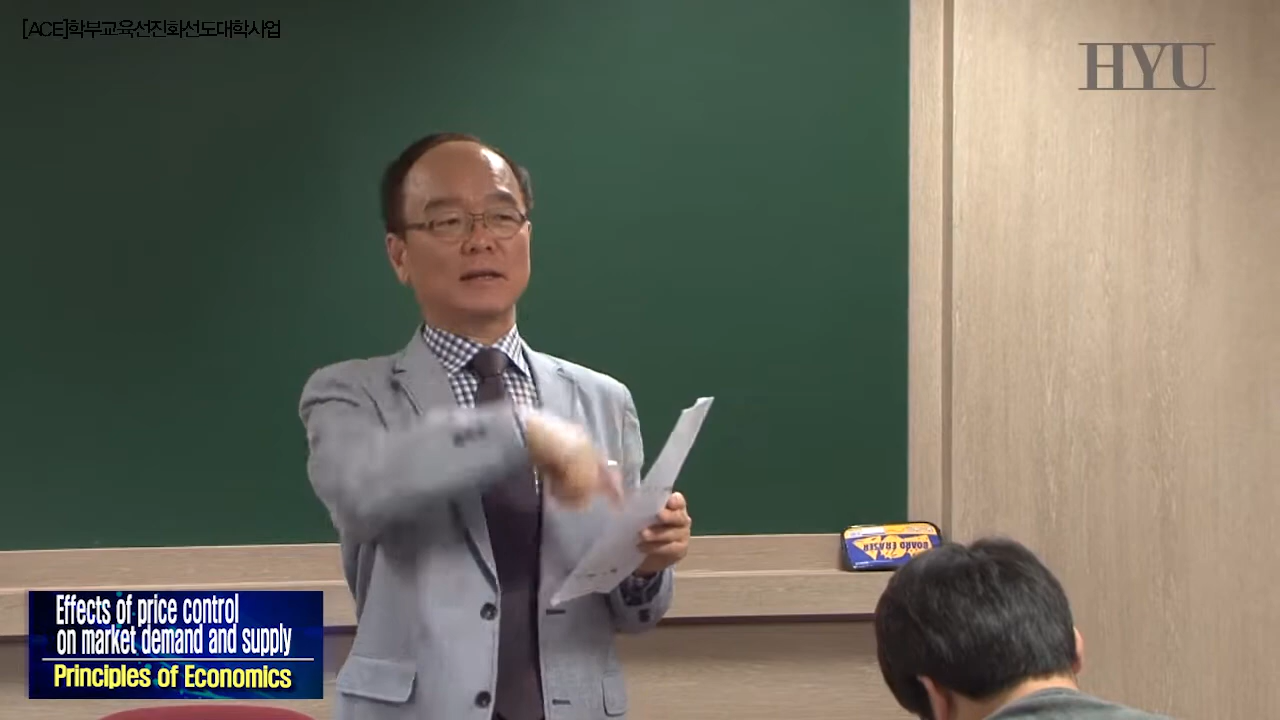 [ACE]학부교육선진화선도대학사업
HYU
BOARD ERASER
Effects of price control
on market demand and supply
Principles of Economics